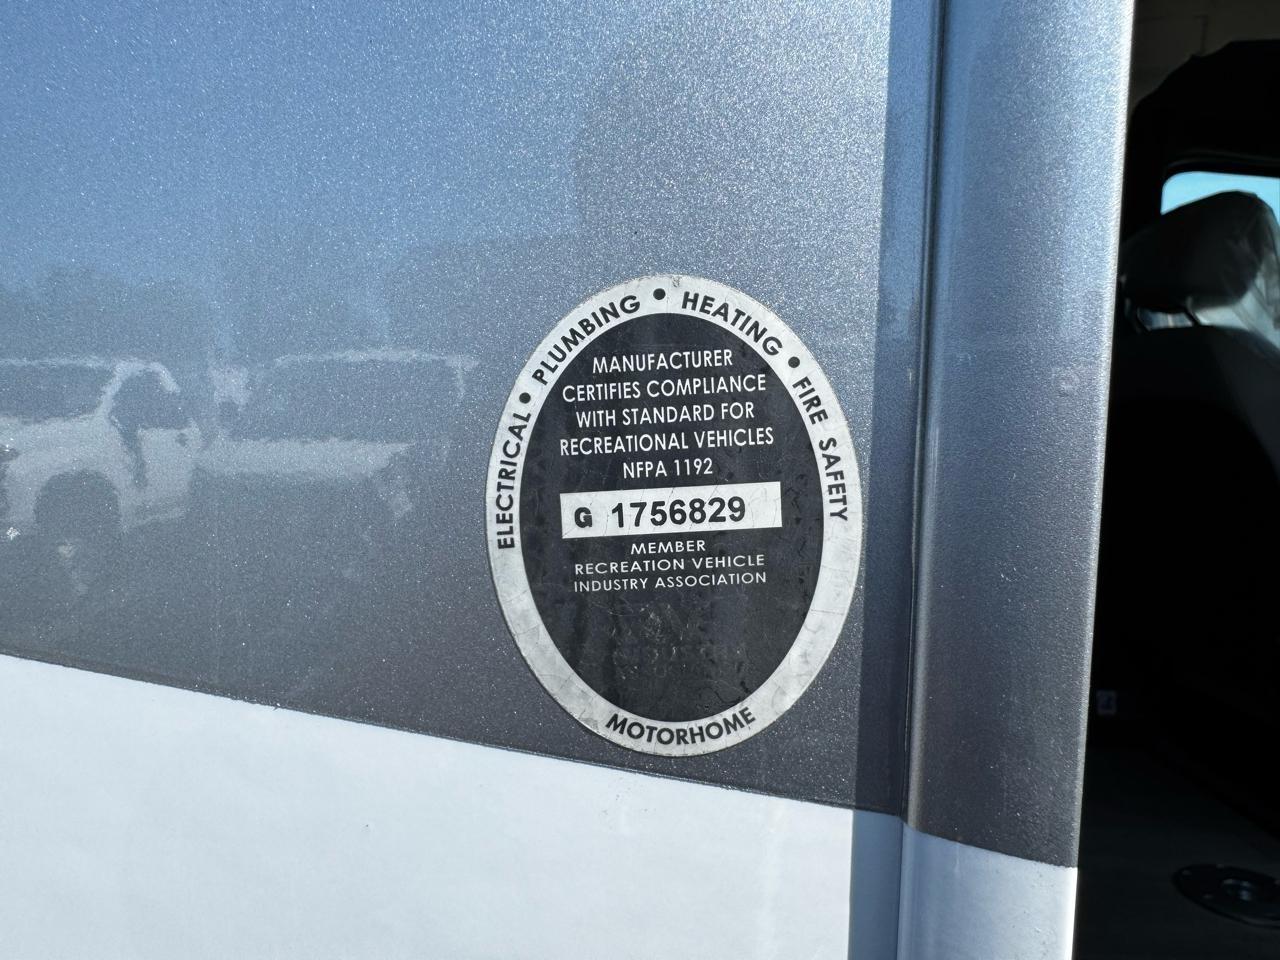 ELECTRICAL • PLUMBING • HEATING • FIRE SAFETY
MANUFACTURER
CERTIFIES COMPLIANCE
WITH STANDARD FOR
RECREATIONAL VEHICLES
NFPA 1192
G 1756829
MEMBER
RECREATION VEHICLE
INDUSTRY ASSOCIATION
MOTORHOME